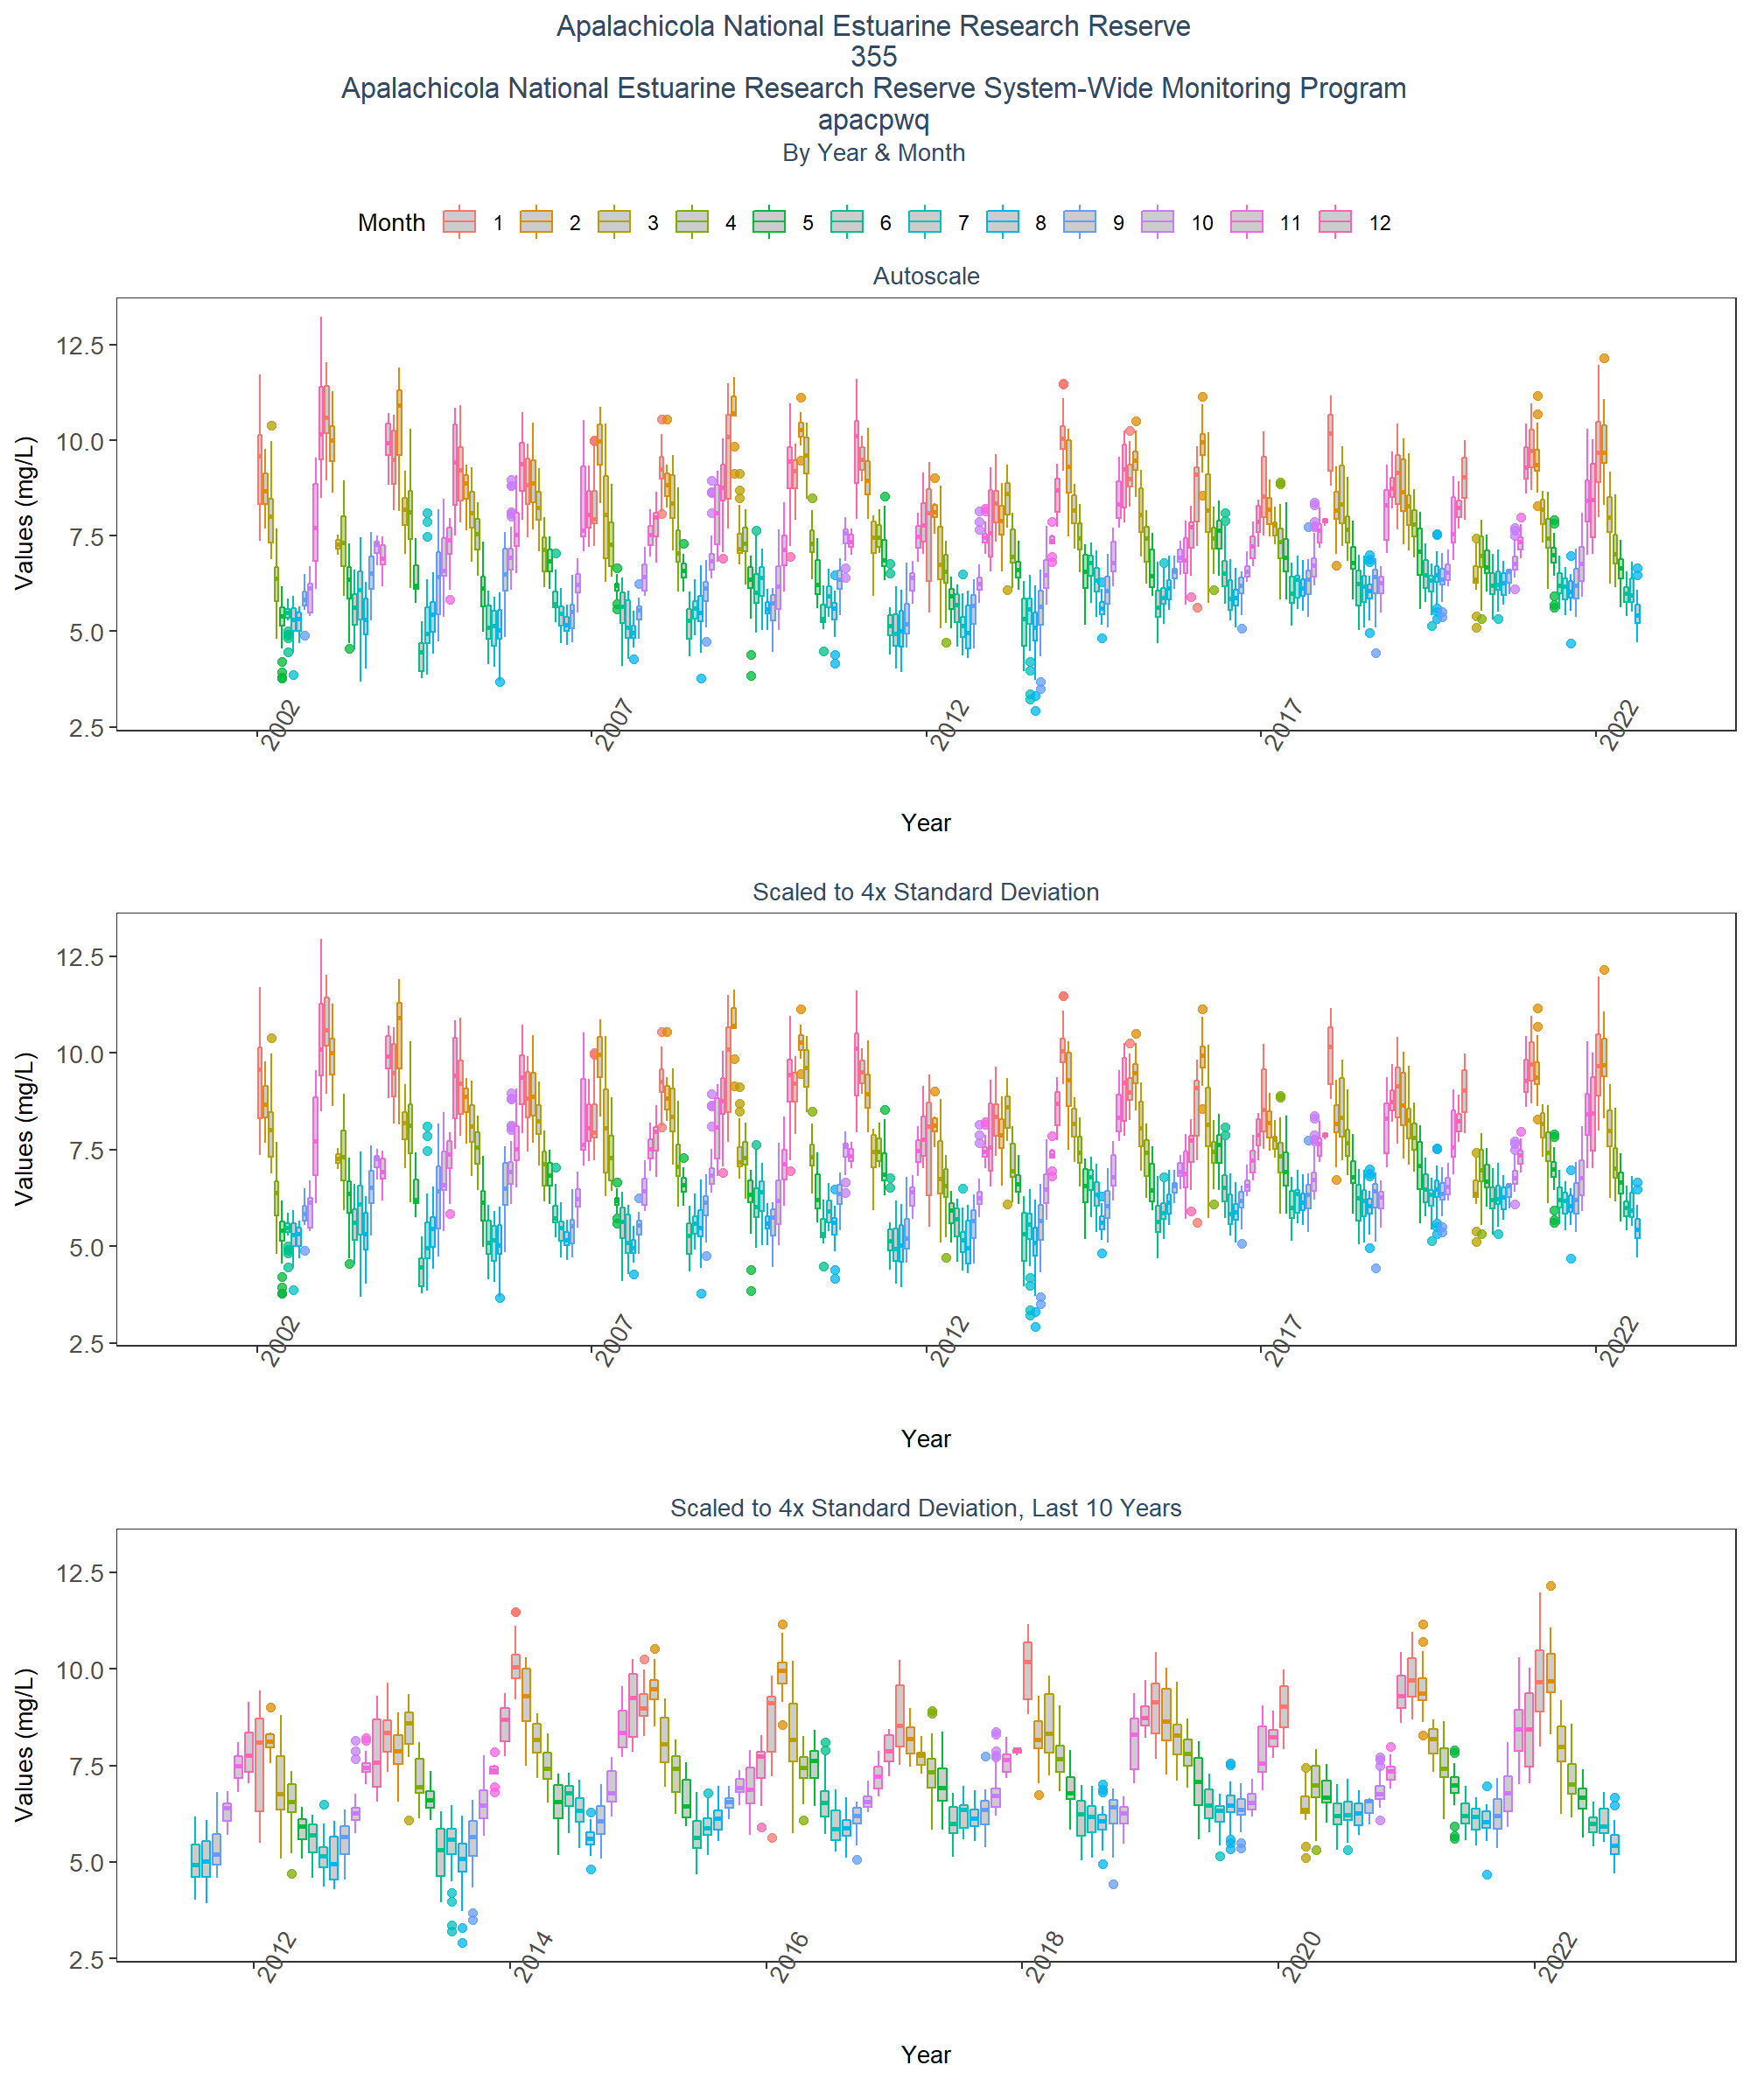 Apalachicola National Estuarine Research Reserve
355
Apalachicola National Estuarine Research Reserve System-Wide Monitoring Program
apacpwq
By Year & Month
Month 1 2 3 4 5 6 7 8 9 10 11 12
Autoscale
Values (mg/L)
12.5
10.0
7.5
5.0
2.5
2002 2007 2012 2017 2022
Year
Scaled to 4x Standard Deviation
Values (mg/L)
12.5
10.0
7.5
5.0
2.5
2002 2007 2012 2017 2022
Year
Scaled to 4x Standard Deviation, Last 10 Years
Values (mg/L)
12.5
10.0
7.5
5.0
2.5
2012 2014 2016 2018 2020 2022
Year